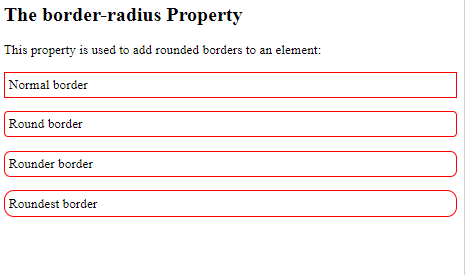 The border-radius Property
This property is used to add rounded borders to an element:
Normal border
Round border
Rounder border
Roundest border